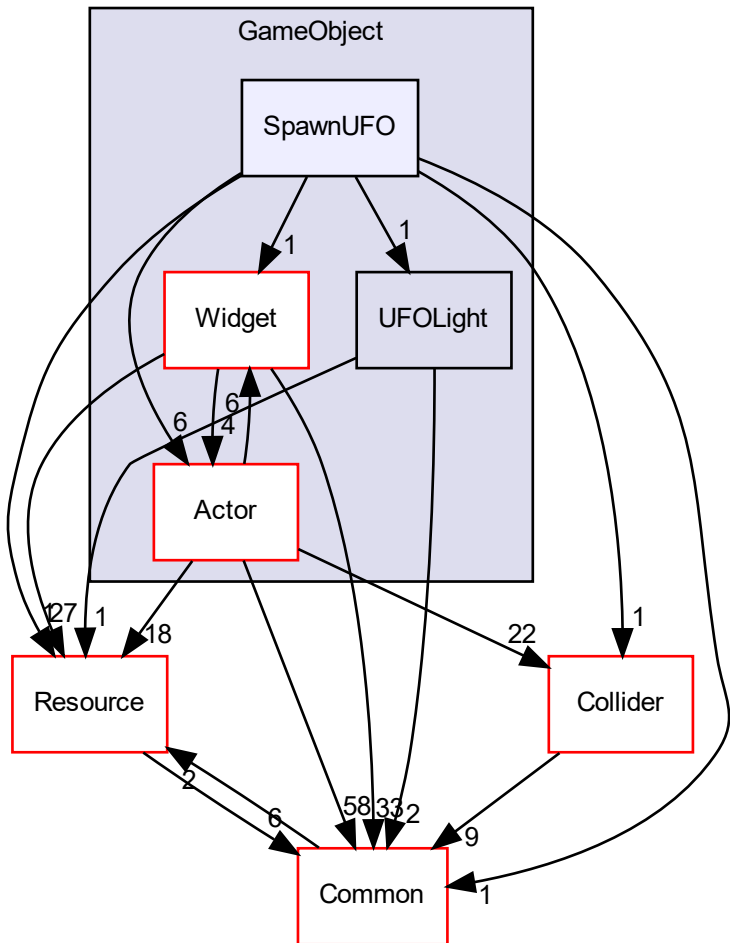 GameObject
SpawnUFO
1
1
Widget
UFOLight
6
6
4
Actor
1
27
1
18
22
1
Resource
Collider
2
6
58
33
2
9
Common
1